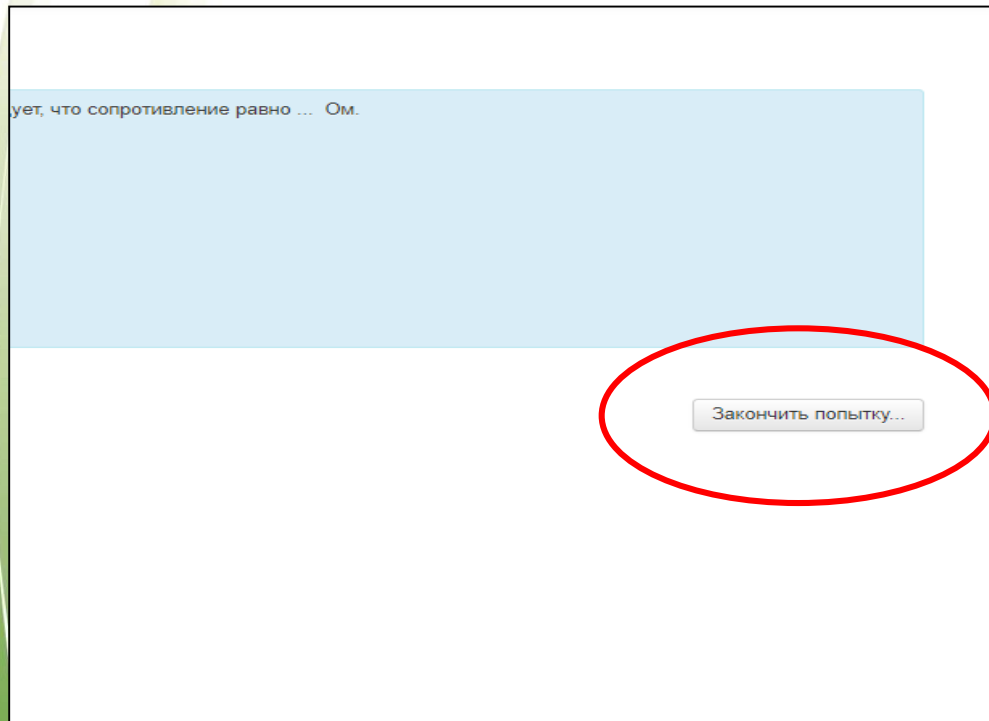 ует, что сопротивление равно ... Ом.
Закончить попытку...